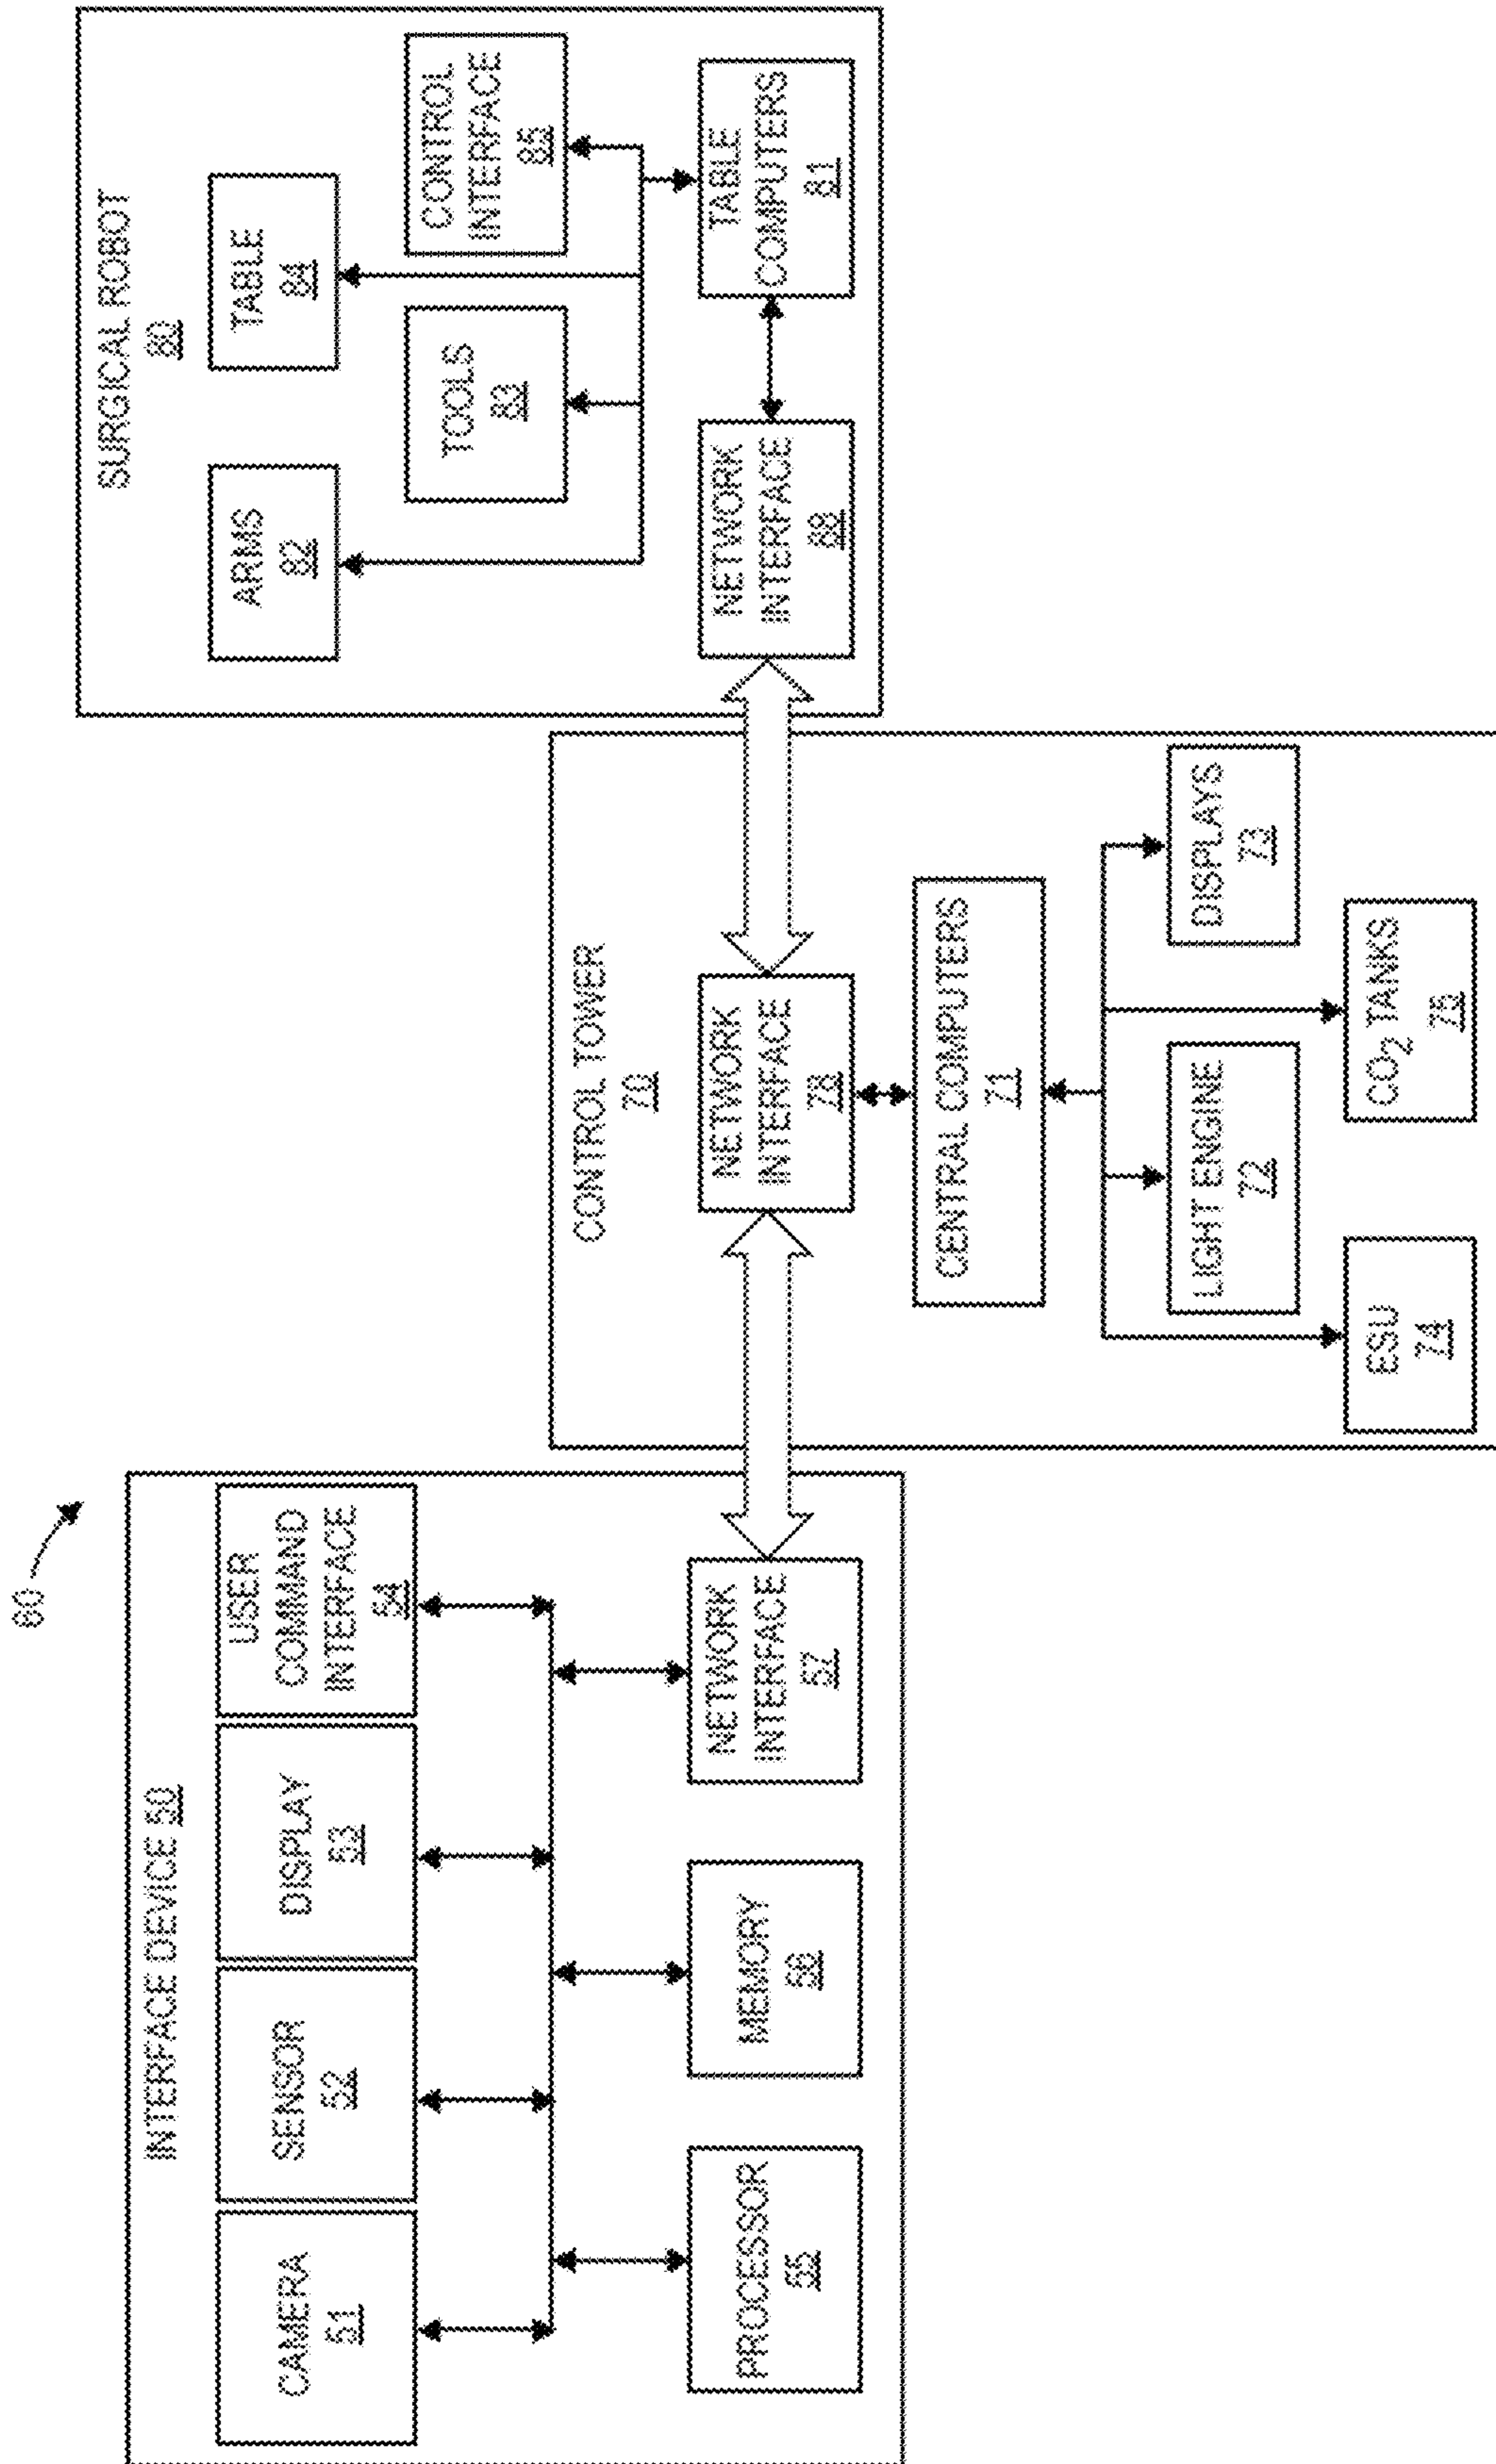 60
INTERFACE DEVICE 50
CAMERA
51
SENSOR
52
DISPLAY
53
USER
COMMAND
INTERFACE
54
PROCESSOR
55
MEMORY
56
NETWORK
INTERFACE
57
CONTROL TOWER
70
NETWORK
INTERFACE
78
CENTRAL COMPUTERS
71
LIGHT ENGINE
72
DISPLAYS
73
ESU
74
CO2 TANKS
75
SURGICAL ROBOT
80
ARMS
82
TABLE
84
TOOLS
83
CONTROL
INTERFACE
85
NETWORK
INTERFACE
88
TABLE
COMPUTERS
81